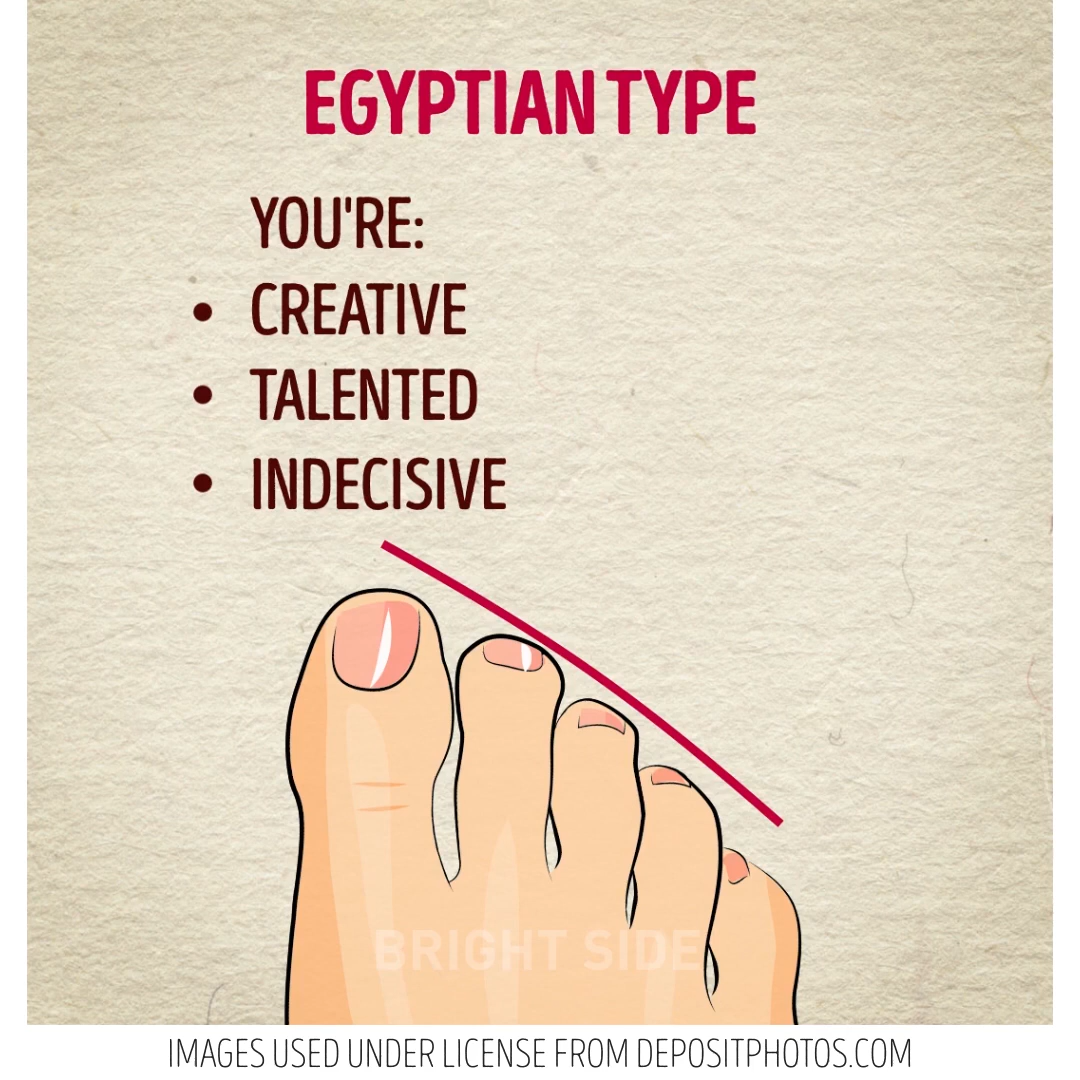 EGYPTIAN TYPE
YOU'RE:
• CREATIVE
• TALENTED
• INDECISIVE
BRIGHT SIDE
IMAGES USED UNDER LICENSE FROM DEPOSITPHOTOS.COM